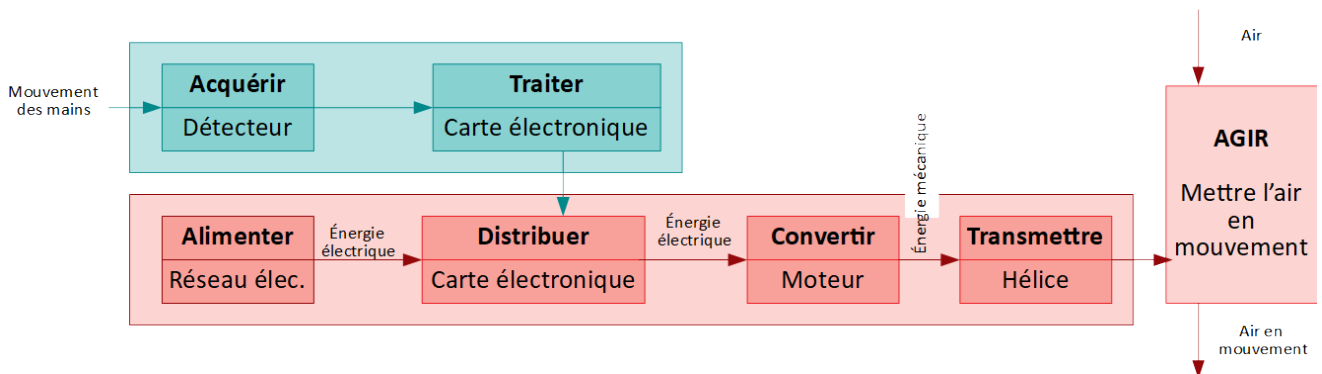 Air
Mouvement
des mains
Acquérir
Détecteur
Traiter
Carte électronique
AGIR
Mettre l’air
en
mouvement
Alimenter
Réseau élec.
Énergie
électrique
Distribuer
Carte électronique
Énergie
électrique
Convertir
Moteur
Énergie mécanique
Transmettre
Hélice
Air en
mouvement